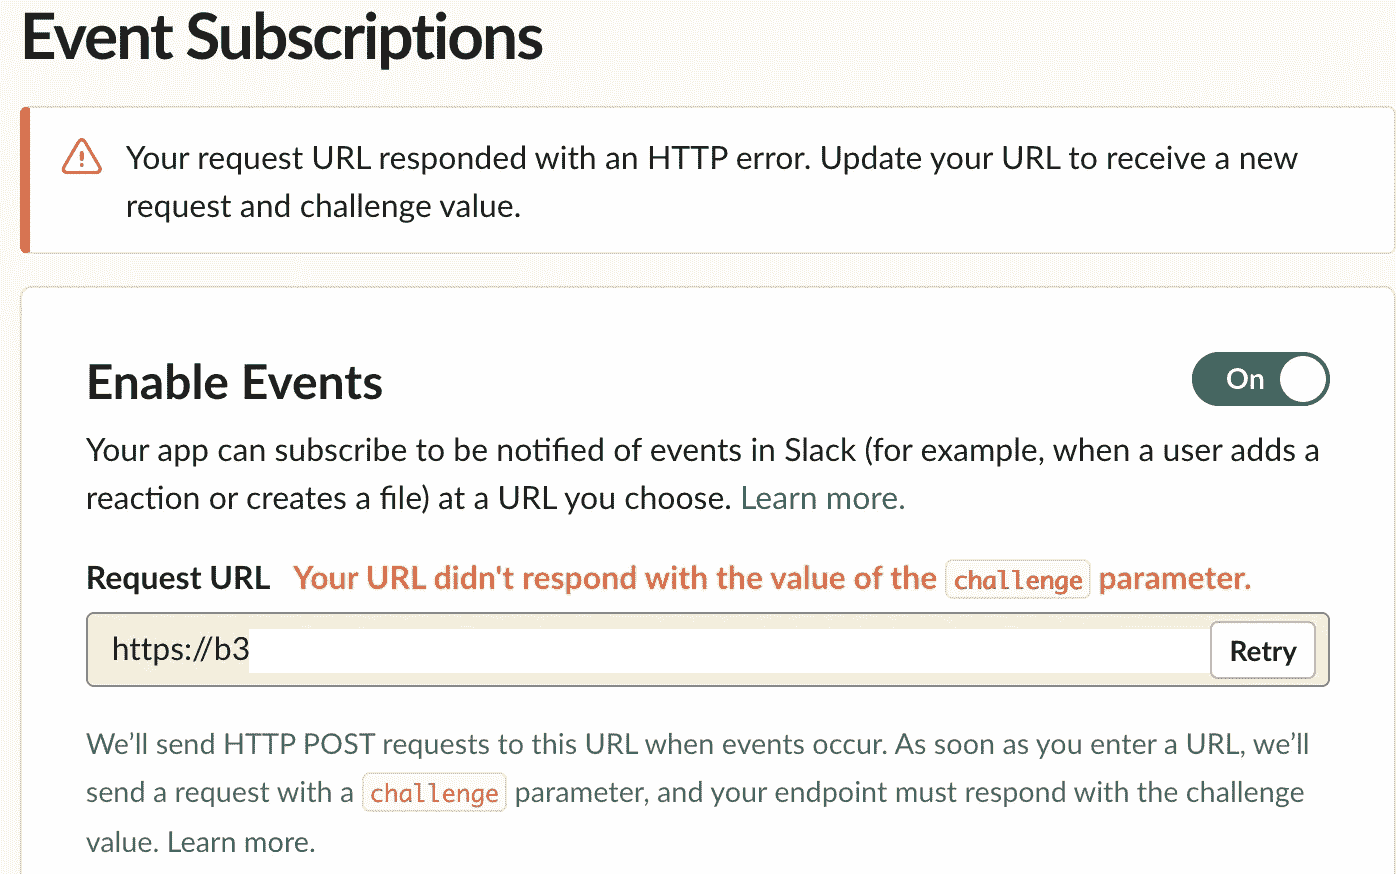 Event Subscriptions
Your request URL responded with an HTTP error. Update your URL to receive a new
request and challenge value.
Enable Events
On
Your app can subscribe to be notified of events in Slack (for example, when a user adds a
reaction or creates a file) at a URL you choose. Learn more.
Request URL Your URL didn't respond with the value of the challenge parameter.
https://b3
Retry
We’ll send HTTP POST requests to this URL when events occur. As soon as you enter a URL, we’ll
send a request with a challenge parameter, and your endpoint must respond with the challenge
value. Learn more.